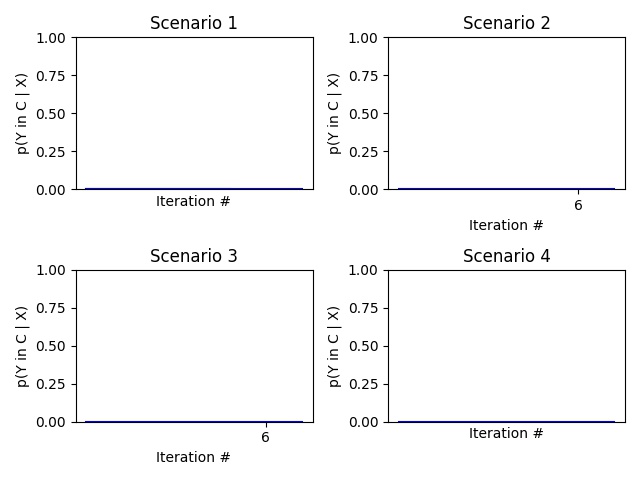 Scenario 1
1.00
0.75
0.50
0.25
0.00
p(Y in C | X)
Iteration #
Scenario 2
1.00
0.75
0.50
0.25
0.00
p(Y in C | X)
6
Iteration #
Scenario 3
1.00
0.75
0.50
0.25
0.00
p(Y in C | X)
6
Iteration #
Scenario 4
1.00
0.75
0.50
0.25
0.00
p(Y in C | X)
Iteration #